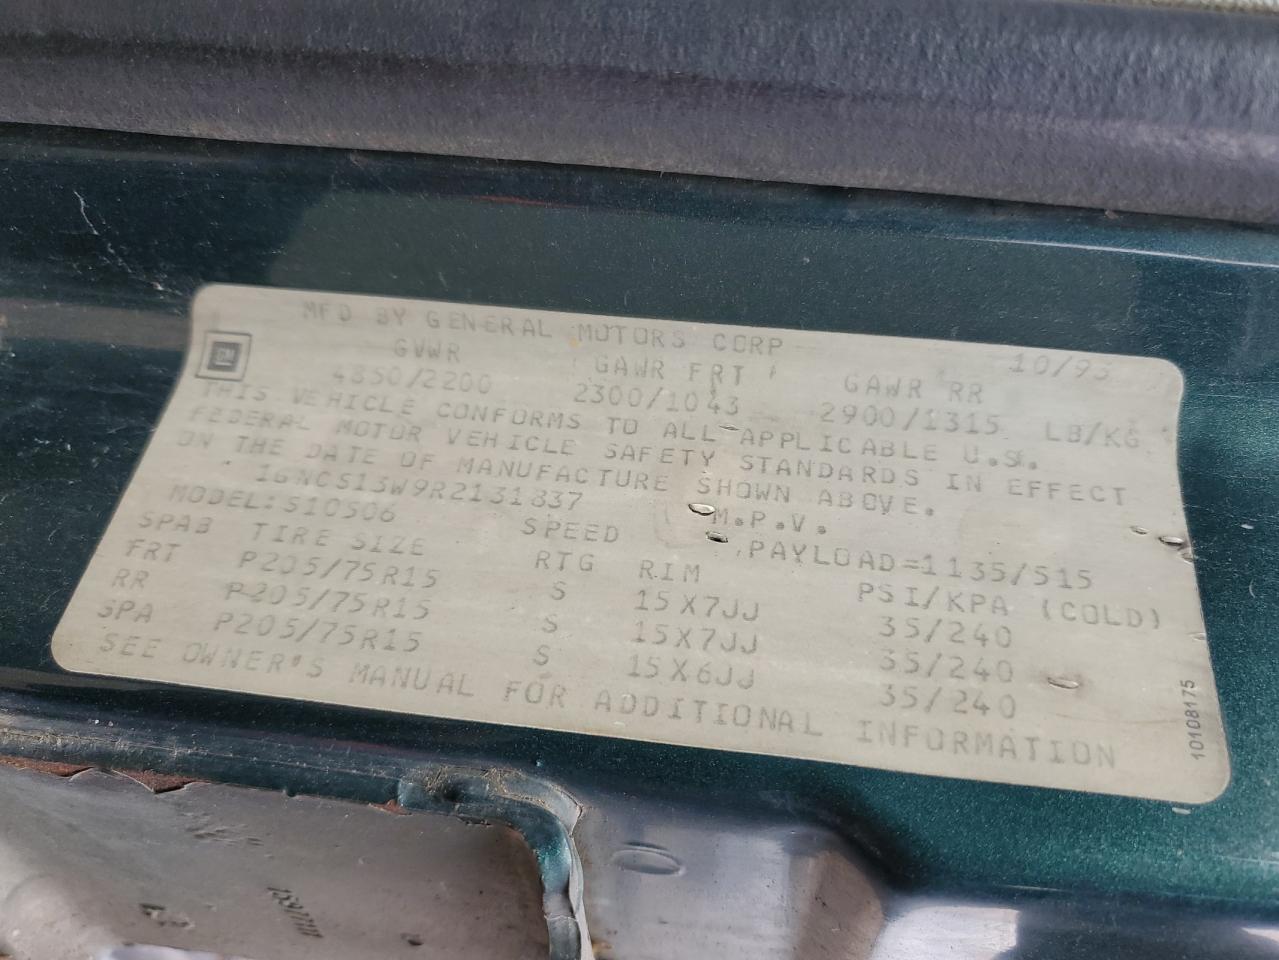 MFD BY GENERAL MOTORS CORP 10/93
GM
GVWR GAWR FRT GAWR RR
4850/2200 2300/1043 2900/1315 LB/KG
THIS VEHICLE CONFORMS TO ALL APPLICABLE U.S.
FEDERAL MOTOR VEHICLE SAFETY STANDARDS IN EFFECT
ON THE DATE OF MANUFACTURE SHOWN ABOVE.
1GNCS13W9R2131837 M.P.V.
MODEL:S10506 PAYLOAD=1135/515
SPAB TIRE SIZE SPEED RTG RIM PSI/KPA (COLD)
FRT P205/75R15 S 15X7JJ 35/240
RR P205/75R15 S 15X7JJ 35/240
SPA P205/75R15 S 15X6JJ 35/240
SEE OWNER'S MANUAL FOR ADDITIONAL INFORMATION
10108175